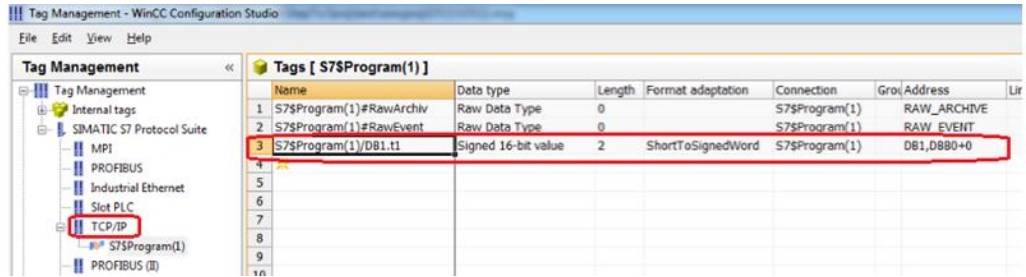 Tag Management - WinCC Configuration Studio
File Edit View Help
Tag Management «
Tags [ S7$Program(1) ]
Tag Management
Internal tags
SIMATIC S7 Protocol Suite
MPI
PROFIBUS
Industrial Ethernet
Slot PLC
TCP/IP
S7$Program(1)
PROFIBUS (II)
Name Data type Length Format adaptation Connection Grou Address Lin
1 S7$Program(1)#RawArchiv Raw Data Type 0 S7$Program(1) RAW_ARCHIVE
2 S7$Program(1)#RawEvent Raw Data Type 0 S7$Program(1) RAW_EVENT
3 S7$Program(1)/DB1.t1 Signed 16-bit value 2 ShortToSignedWord S7$Program(1) DB1,DBB0+0
4
5
6
7
8
9
10